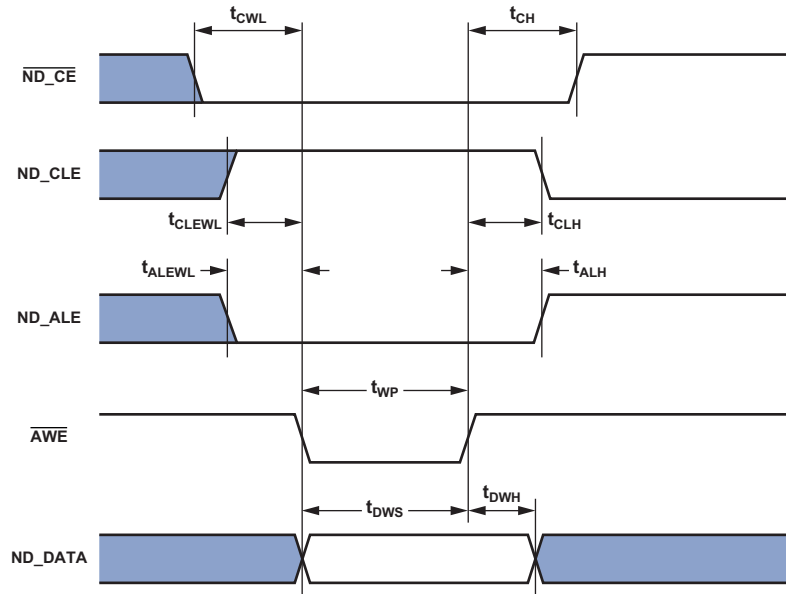 tCWL
tCH
ND_CE
ND_CLE
tCLEWL
tCLH
tALEWL
tALH
ND_ALE
tWP
AWE
tDWS
tDWH
ND_DATA